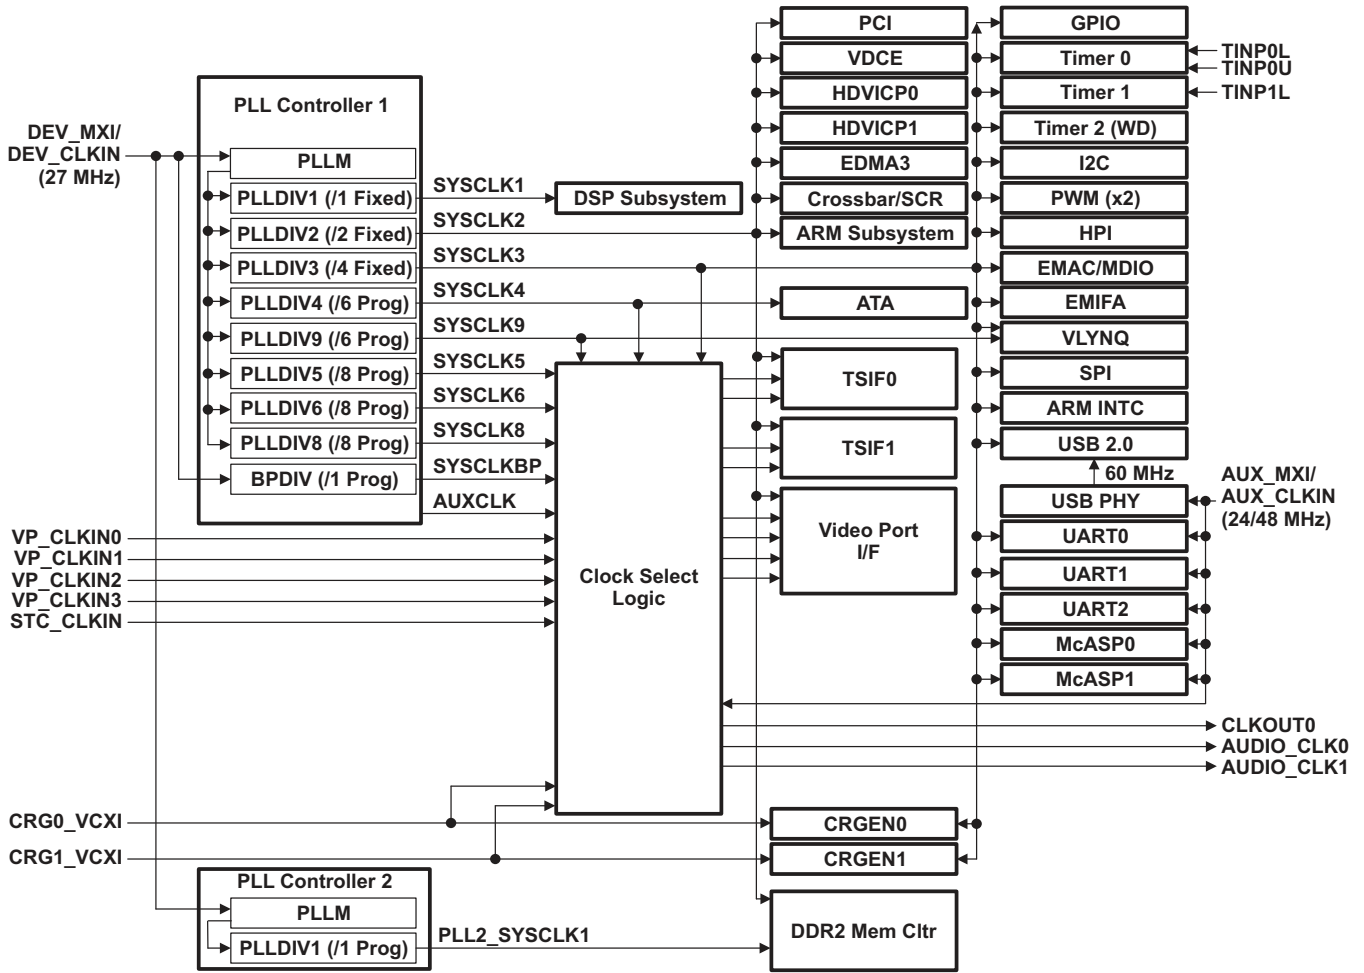 PLL Controller 1
DEV_MXI/
DEV_CLKIN
(27 MHz)
PLLM
PLLDIV1 (/1 Fixed)
PLLDIV2 (/2 Fixed)
PLLDIV3 (/4 Fixed)
PLLDIV4 (/6 Prog)
PLLDIV9 (/6 Prog)
PLLDIV5 (/8 Prog)
PLLDIV6 (/8 Prog)
PLLDIV8 (/8 Prog)
BPDIV (/1 Prog)
SYSCLK1
SYSCLK2
SYSCLK3
SYSCLK4
SYSCLK9
SYSCLK5
SYSCLK6
SYSCLK8
SYSCLKBP
AUXCLK
VP_CLKIN0
VP_CLKIN1
VP_CLKIN2
VP_CLKIN3
STC_CLKIN
CRG0_VCXI
CRG1_VCXI
PLL Controller 2
PLLM
PLLDIV1 (/1 Prog)
PLL2_SYSCLK1
DSP Subsystem
Clock Select
Logic
PCI
VDCE
HDVICP0
HDVICP1
EDMA3
Crossbar/SCR
ARM Subsystem
ATA
TSIF0
TSIF1
Video Port
I/F
CRGEN0
CRGEN1
DDR2 Mem Cltr
GPIO
Timer 0
Timer 1
Timer 2 (WD)
I2C
PWM (x2)
HPI
EMAC/MDIO
EMIFA
VLYNQ
SPI
ARM INTC
USB 2.0
60 MHz
USB PHY
UART0
UART1
UART2
McASP0
McASP1
TINP0L
TINP0U
TINP1L
AUX_MXI/
AUX_CLKIN
(24/48 MHz)
CLKOUT0
AUDIO_CLK0
AUDIO_CLK1